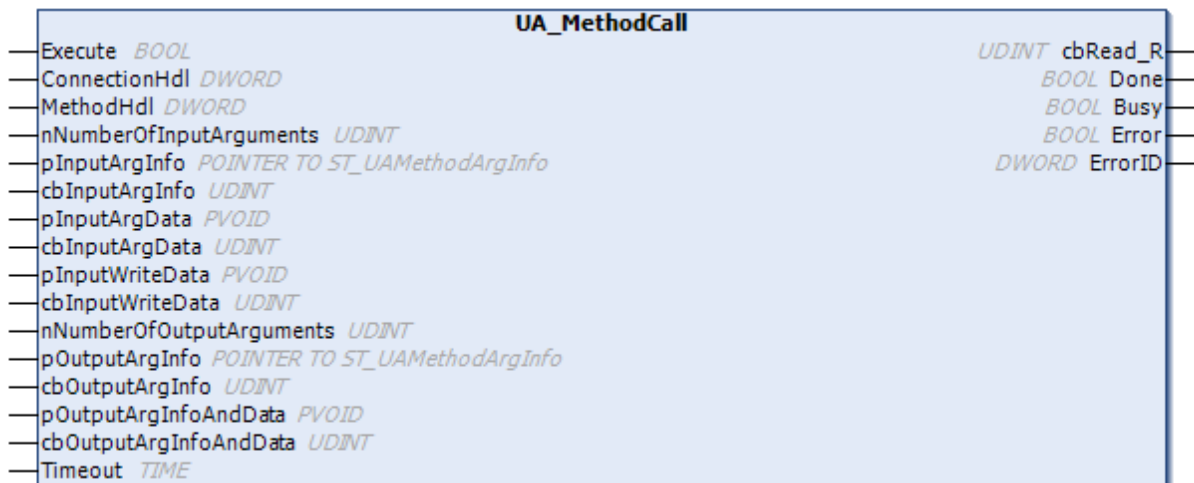 UA_MethodCall
Execute BOOL UDINT cbRead_R
ConnectionHdl DWORD BOOL Done
MethodHdl DWORD BOOL Busy
nNumberOfInputArguments UDINT BOOL Error
pInputArgInfo POINTER TO ST_UAMethodArgInfo DWORD ErrorID
cbInputArgInfo UDINT
pInputArgData PVOID
cbInputArgData UDINT
pInputWriteData PVOID
cbInputWriteData UDINT
nNumberOfOutputArguments UDINT
pOutputArgInfo POINTER TO ST_UAMethodArgInfo
cbOutputArgInfo UDINT
pOutputArgInfoAndData PVOID
cbOutputArgInfoAndData UDINT
Timeout TIME